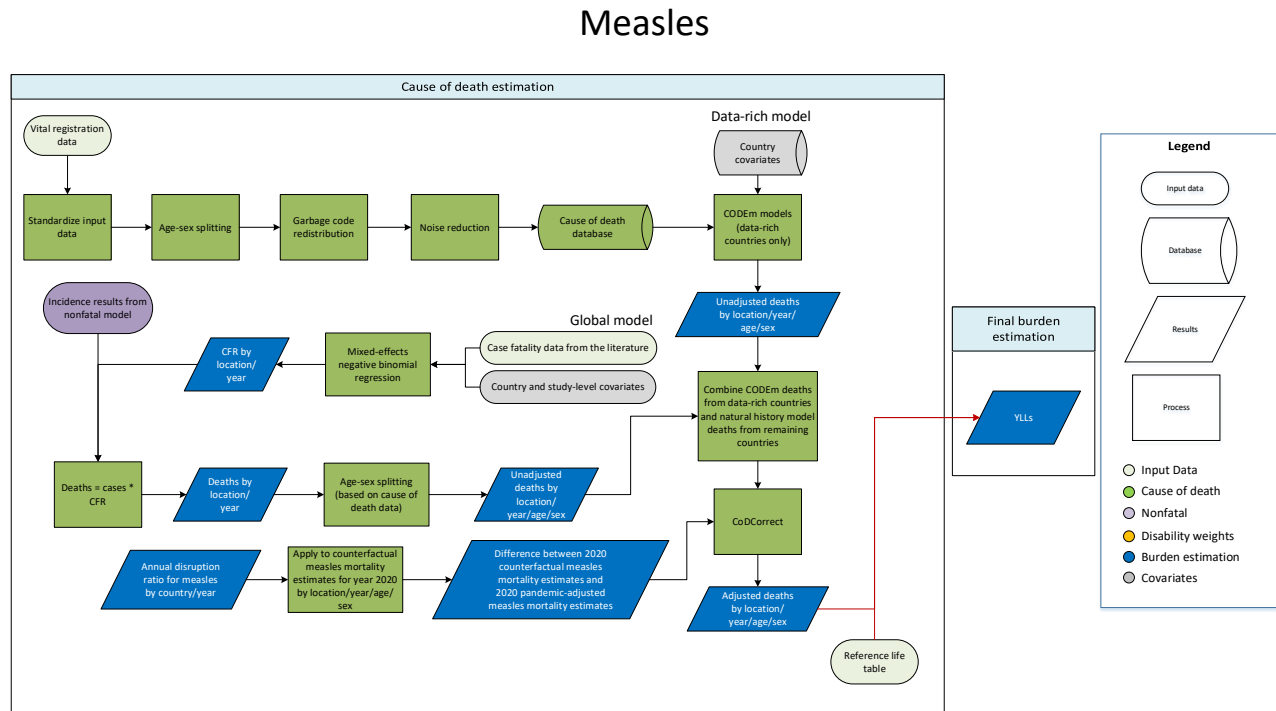 Measles
Cause of death estimation
Vital registration
data
Data-rich model
Country
covariates
Standardize input
data
Age-sex splitting
Garbage code
redistribution
Noise reduction
Cause of death
database
CODEm models
(data-rich
countries only)
Incidence results from
nonfatal model
Unadjusted deaths
by location/year/
age/sex
Global model
CFR by
location/
year
Mixed-effects
negative binomial
regression
Case fatality data from the literature
Country and study-level covariates
Combine CODEm deaths
from data-rich countries
and natural history model
deaths from remaining
countries
Deaths = cases *
CFR
Deaths by
location/
year
Age-sex splitting
(based on cause of
death data)
Unadjusted deaths by
location/
year/age/sex
CoDCorrect
Annual disruption
ratio for measles
by country/year
Apply to counterfactual
measles mortality
estimates for year 2020
by location/year/age/
sex
Difference between 2020
counterfactual measles
mortality estimates and
2020 pandemic-adjusted
measles mortality estimates
Adjusted deaths
by location/
year/age/sex
Reference life
table
Final burden
estimation
YLLs
Legend
Input data
Database
Results
Process
Input Data
Cause of death
Nonfatal
Disability weights
Burden estimation
Covariates